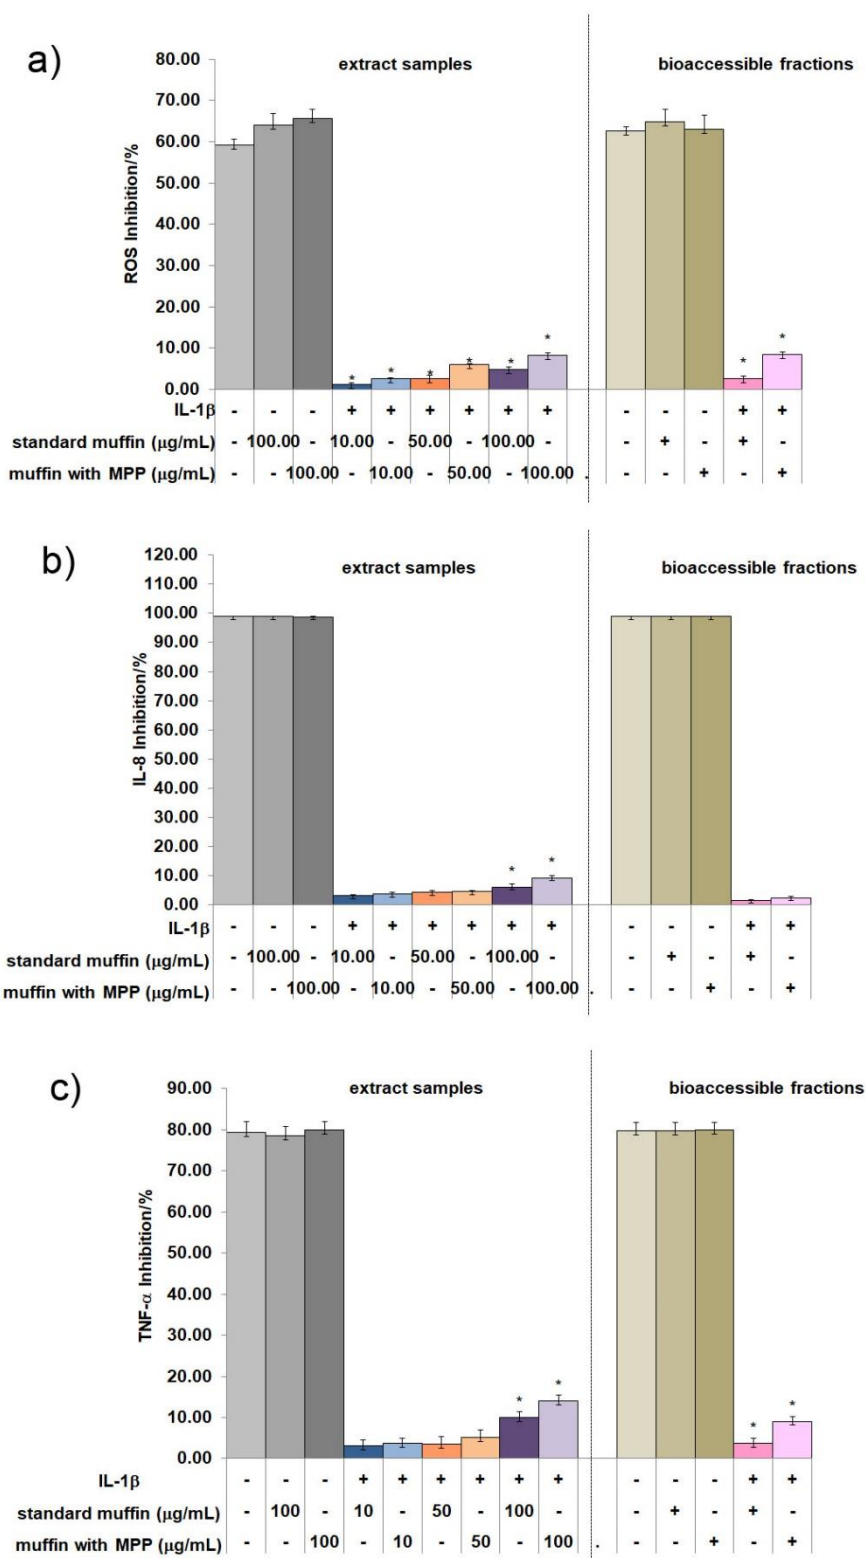 a)
extract samples
bioaccessible fractions
80.00
70.00
60.00
50.00
40.00
30.00
20.00
10.00
0.00
ROS Inhibition/%
* * * * * * * *
IL-1β - - - + + + + + + - - - + +
standard muffin (μg/mL) - 100.00 - 10.00 - 50.00 - 100.00 - - + - + -
muffin with MPP (μg/mL) - - 100.00 - 10.00 - 50.00 - 100.00 . - - + - +
b)
extract samples
bioaccessible fractions
120.00
110.00
100.00
90.00
80.00
70.00
60.00
50.00
40.00
30.00
20.00
10.00
0.00
IL-8 Inhibition/%
* *
IL-1β - - - + + + + + + - - - + +
standard muffin (μg/mL) - 100.00 - 10.00 - 50.00 - 100.00 - - + - + -
muffin with MPP (μg/mL) - - 100.00 - 10.00 - 50.00 - 100.00 . - - + - +
c)
extract samples
bioaccessible fractions
90.00
80.00
70.00
60.00
50.00
40.00
30.00
20.00
10.00
0.00
TNF-α Inhibition/%
* * * *
IL-1β - - - + + + + + + - - - + +
standard muffin (μg/mL) - 100 - 10 - 50 - 100 - - + - + -
muffin with MPP (μg/mL) - - 100 - 10 - 50 - 100 . - - + - +